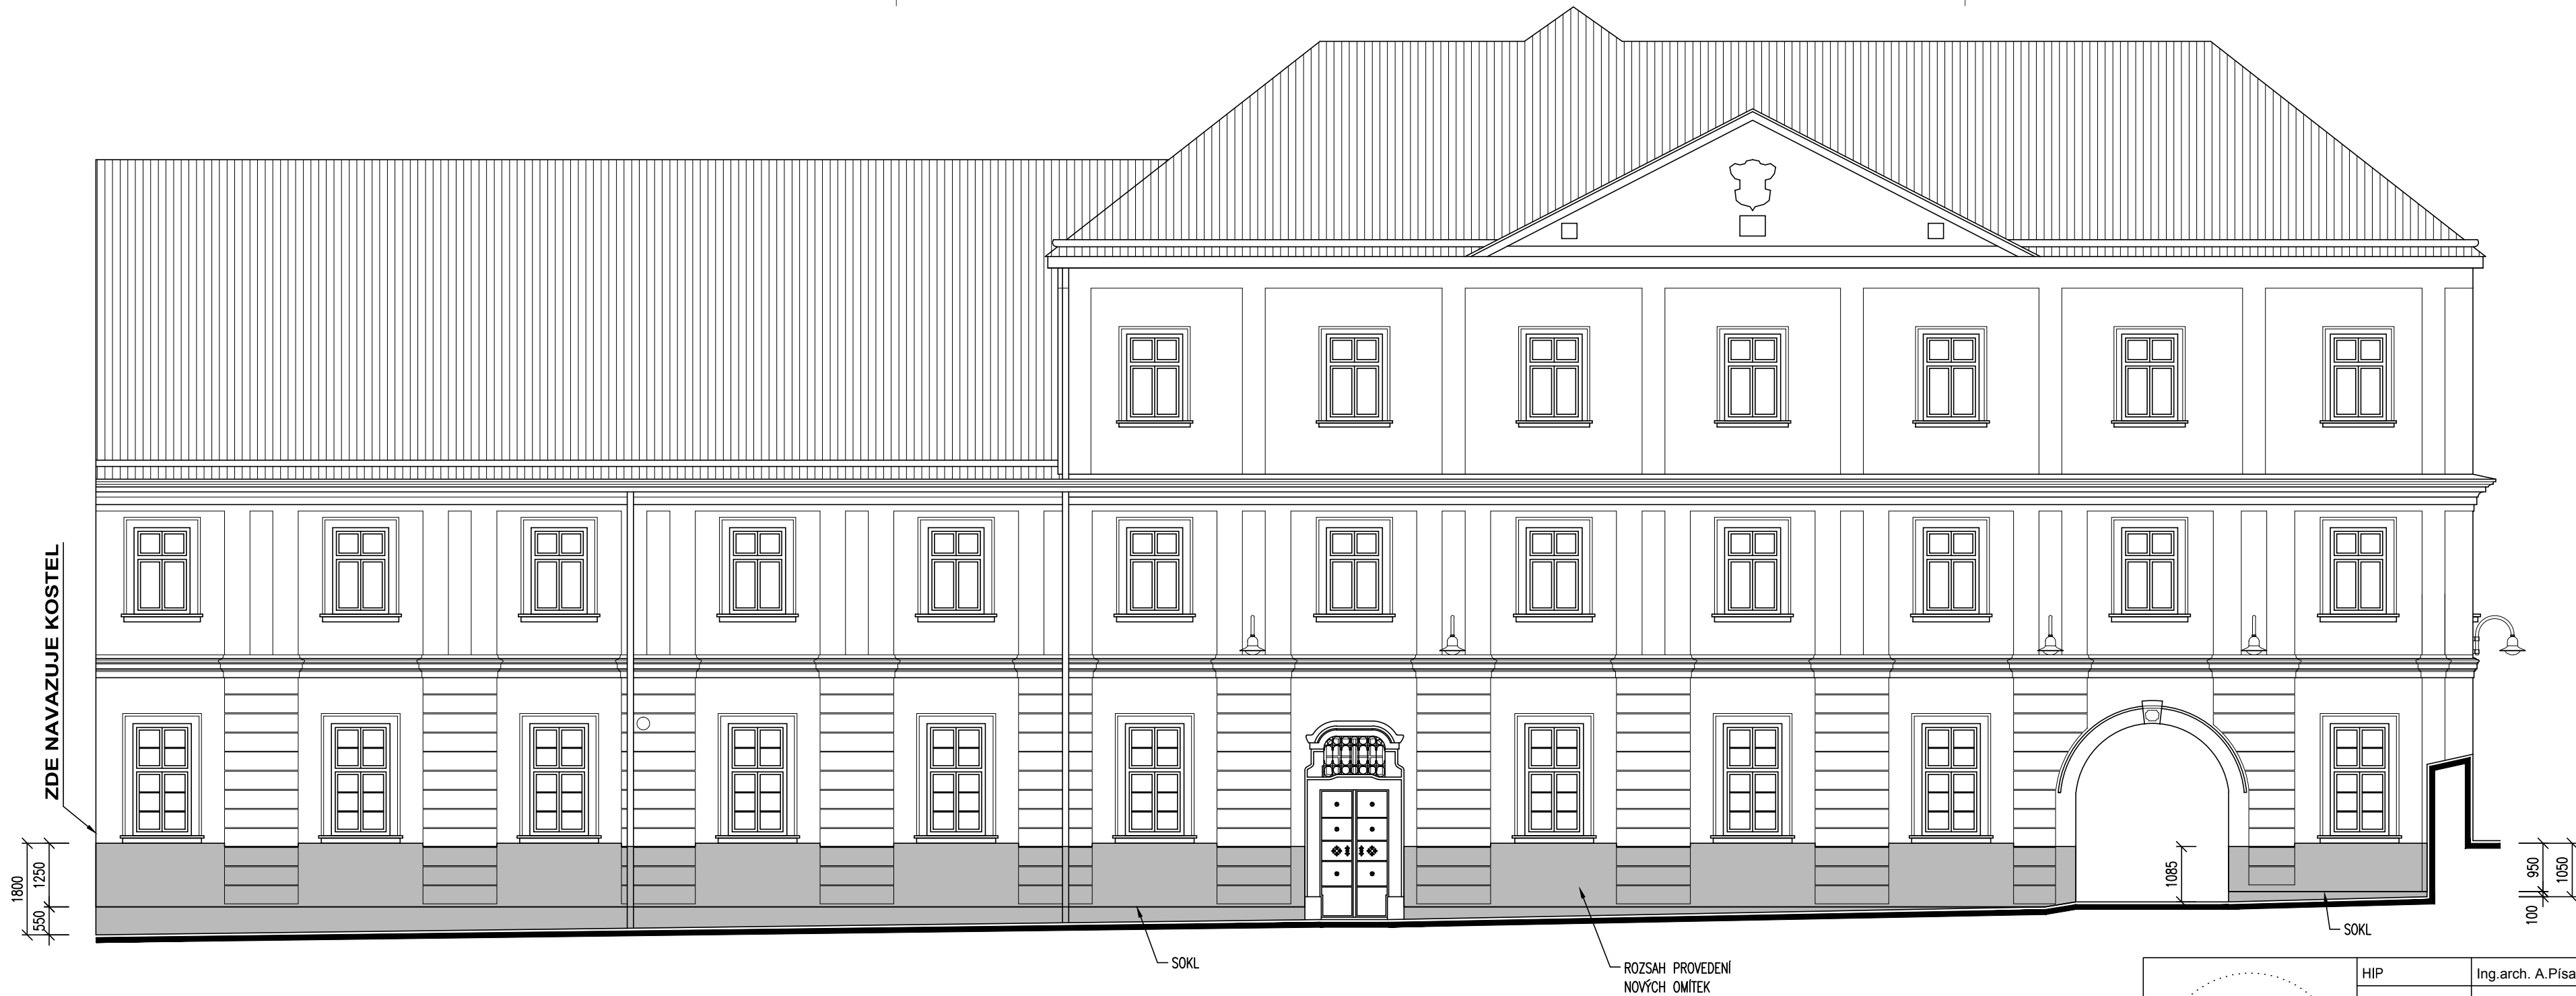 ZDE NAVAZUJE KOSTEL
1800
1250
550
1085
950
1050
100
SOKL
SOKL
ROZSAH PROVEDENÍ
NOVÝCH OMÍTEK
HIP
Ing.arch. A.Písa